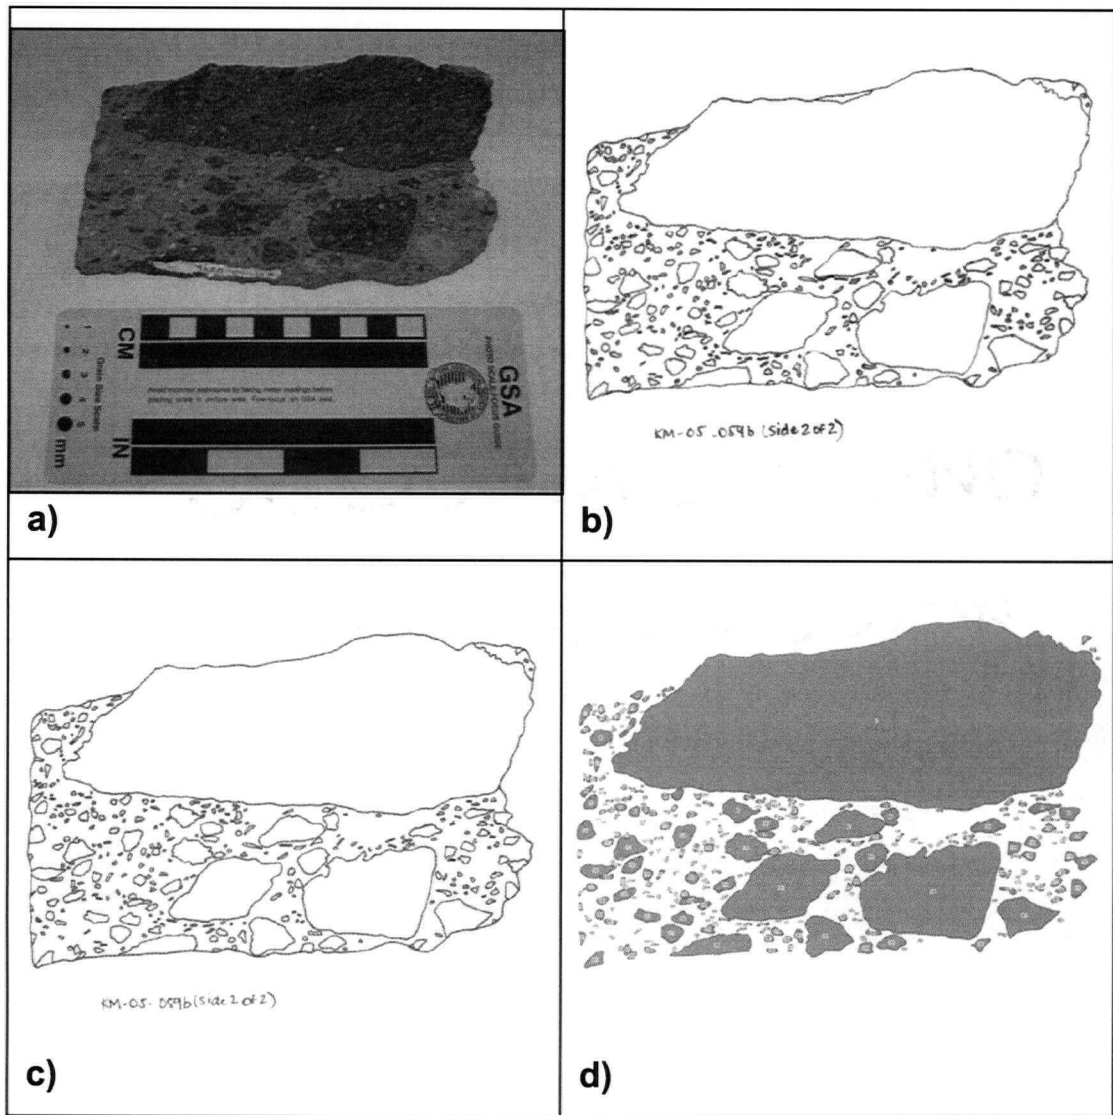 CM
1
2
3
4
5
mm
Grain Size Scale
GSA
IN
a)
KM-05-059b (side 2 of 2)
b)
KM-05-059b (side 2 of 2)
c)
d)